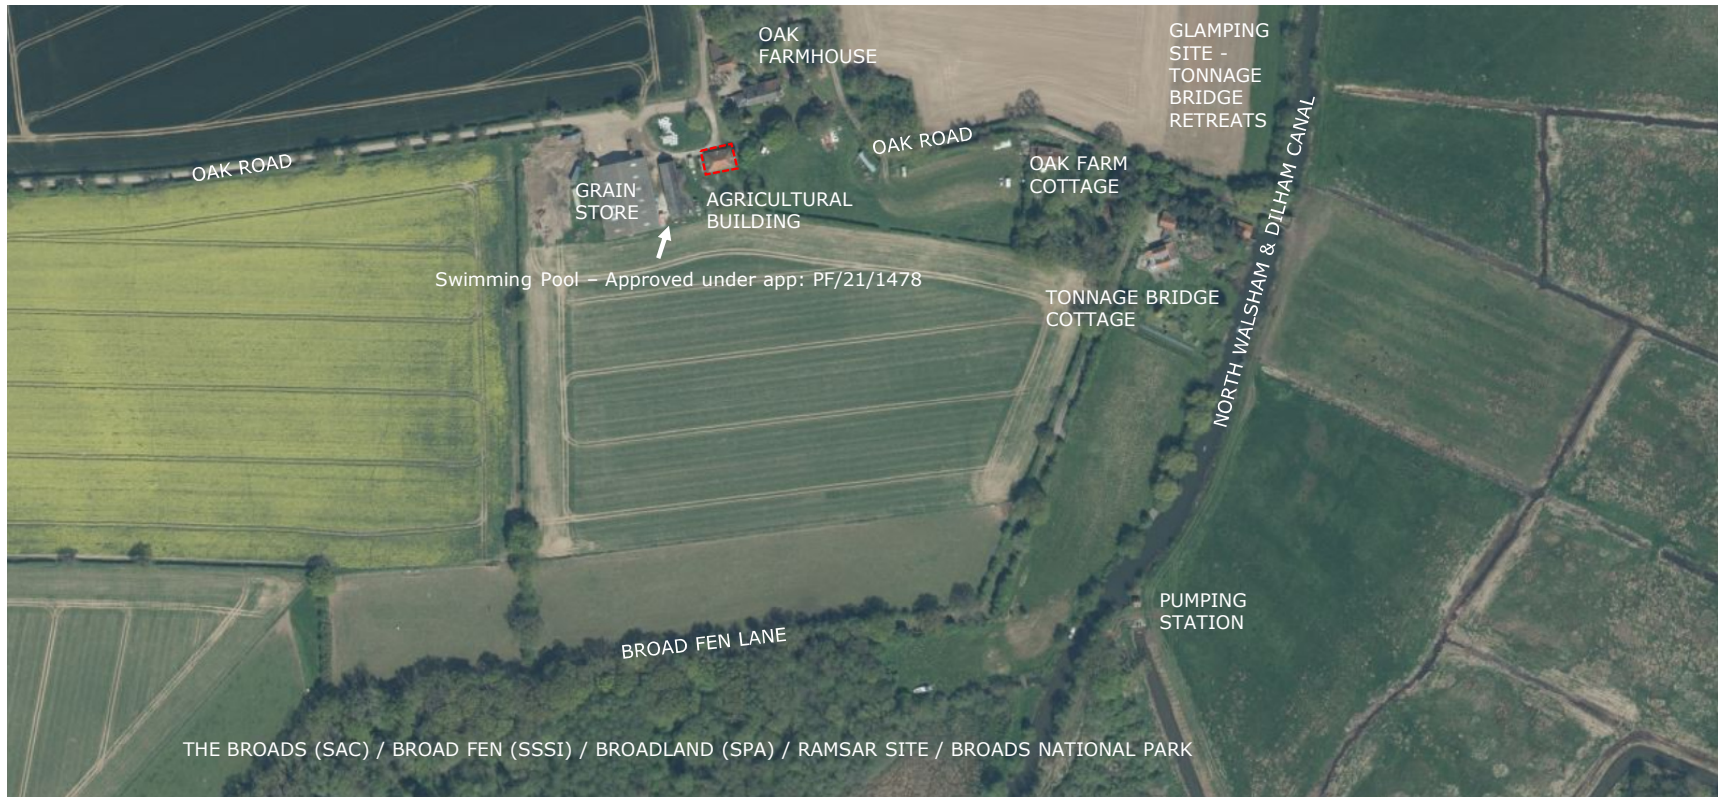 OAK
FARMHOUSE
GLAMPING
SITE -
TONNAGE
BRIDGE
RETREATS
OAK ROAD
OAK ROAD
OAK FARM
COTTAGE
GRAIN
STORE
AGRICULTURAL
BUILDING
Swimming Pool – Approved under app: PF/21/1478
TONNAGE BRIDGE
COTTAGE
NORTH WALSHAM & DILHAM CANAL
PUMPING
STATION
BROAD FEN LANE
THE BROADS (SAC) / BROAD FEN (SSSI) / BROADLAND (SPA) / RAMSAR SITE / BROADS NATIONAL PARK